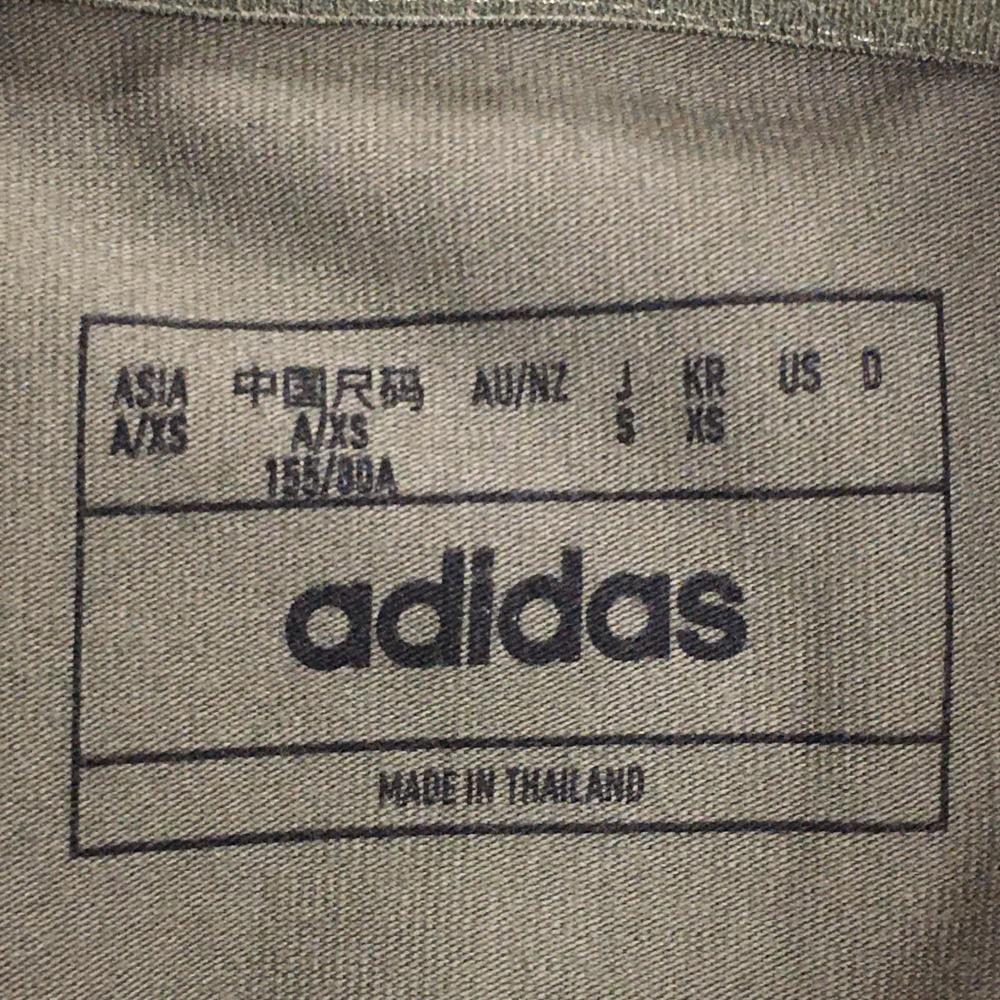 ASIA 中国尺码 AU/NZ J KR US D
A/XS A/XS S XS
155/80A
adidas
MADE IN THAILAND